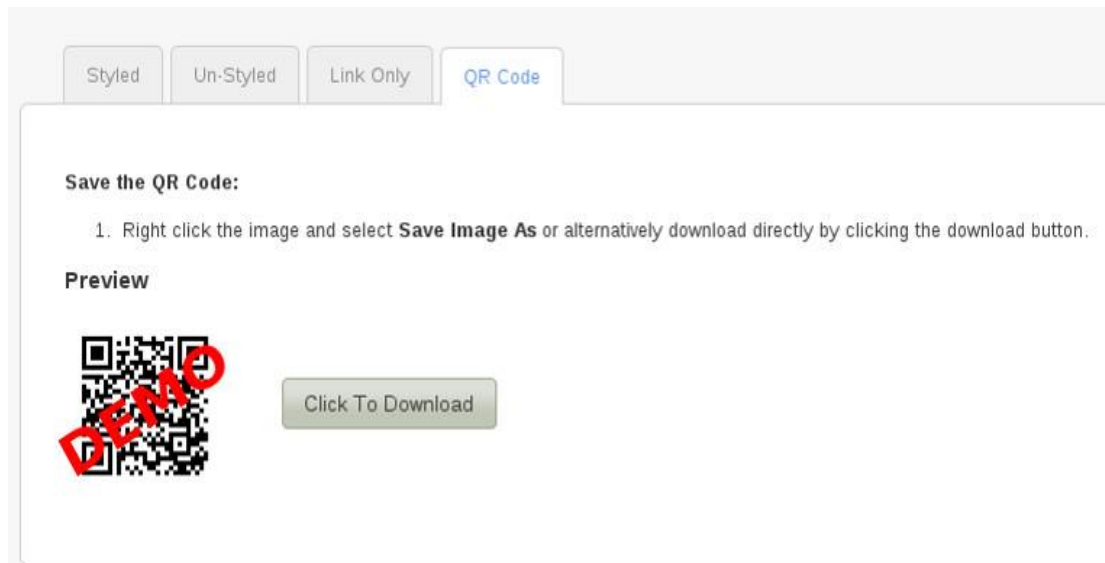 Styled Un-Styled Link Only QR Code
Save the QR Code:
1. Right click the image and select Save Image As or alternatively download directly by clicking the download button.
Preview
DEMO
Click To Download